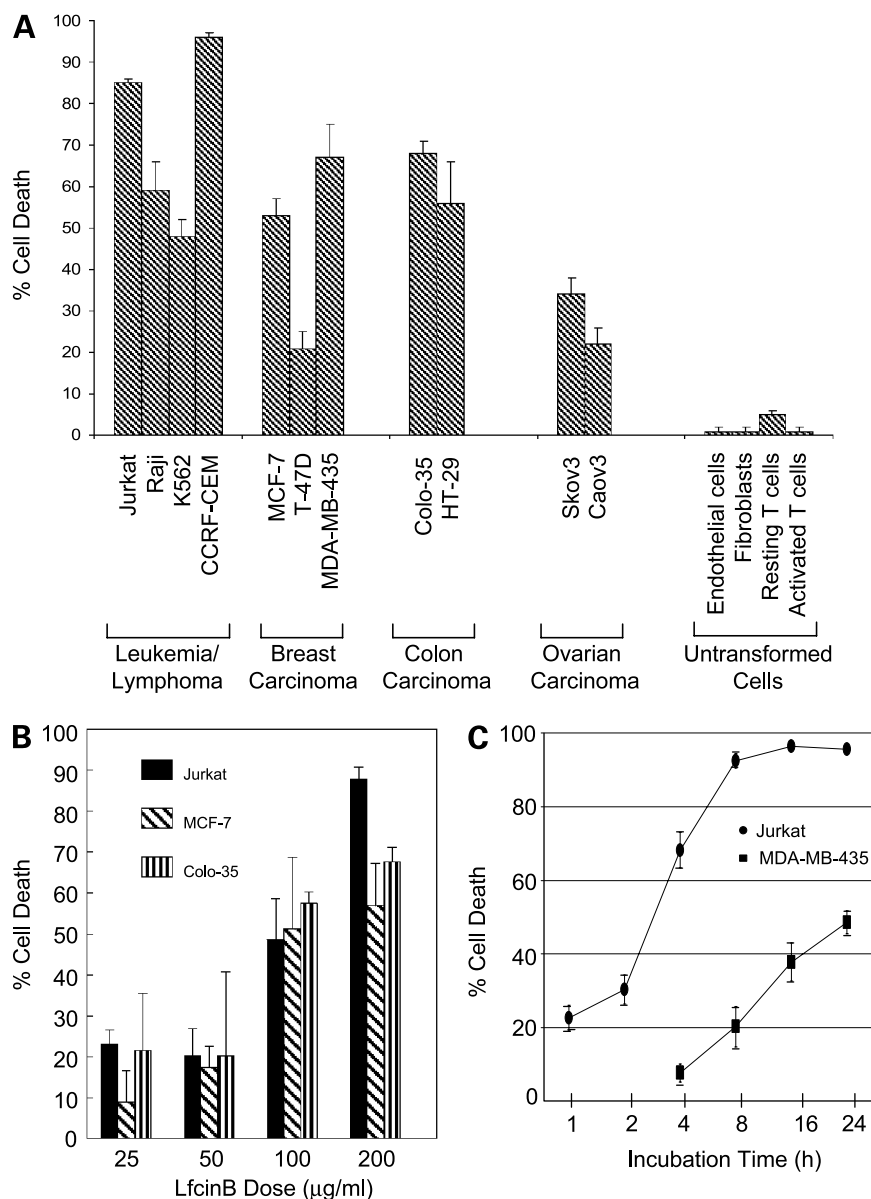 A
% Cell Death
100
90
80
70
60
50
40
30
20
10
0
Jurkat
Raji
K562
CCRF-CEM
MCF-7
T-47D
MDA-MB-435
Colo-35
HT-29
Skov3
Caov3
Endothelial cells
Fibroblasts
Resting T cells
Activated T cells
Leukemia/
Lymphoma
Breast
Carcinoma
Colon
Carcinoma
Ovarian
Carcinoma
Untransformed
Cells
B
% Cell Death
100
90
80
70
60
50
40
30
20
10
0
Jurkat
MCF-7
Colo-35
25 50 100 200
LfcinB Dose (μg/ml)
C
% Cell Death
100
80
60
40
20
0
Jurkat
MDA-MB-435
1 2 4 8 16 24
Incubation Time (h)